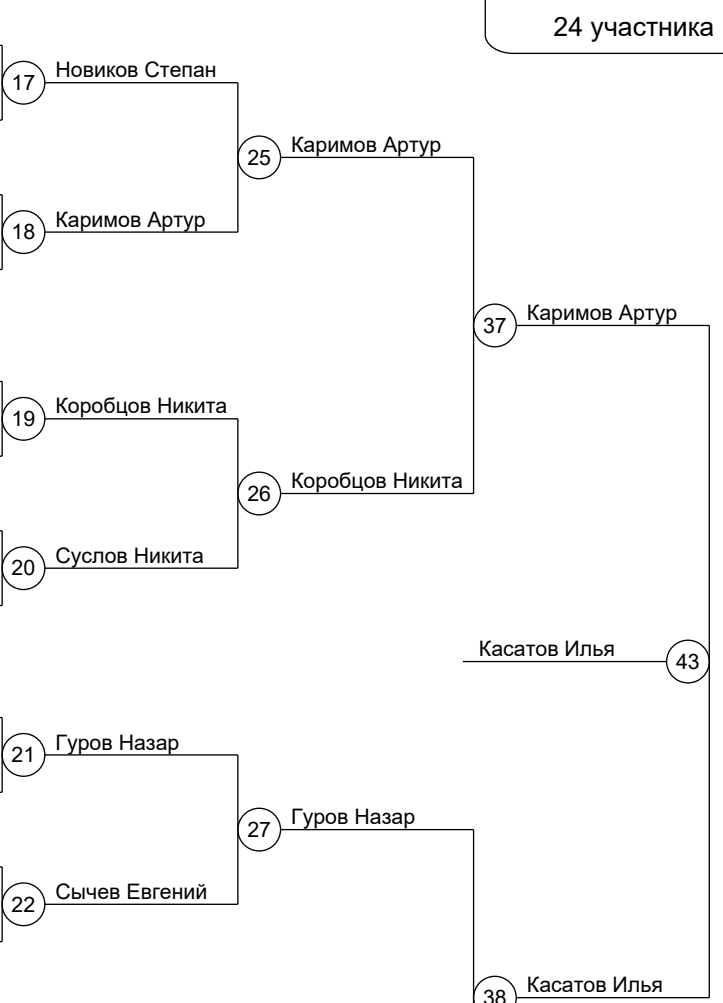 24 участника
17 Новиков Степан
25 Каримов Артур
18 Каримов Артур
37 Каримов Артур
19 Коробцов Никита
26 Коробцов Никита
20 Суслов Никита
Касатов Илья 43
21 Гуров Назар
27 Гуров Назар
22 Сычев Евгений
38 Касатов Илья